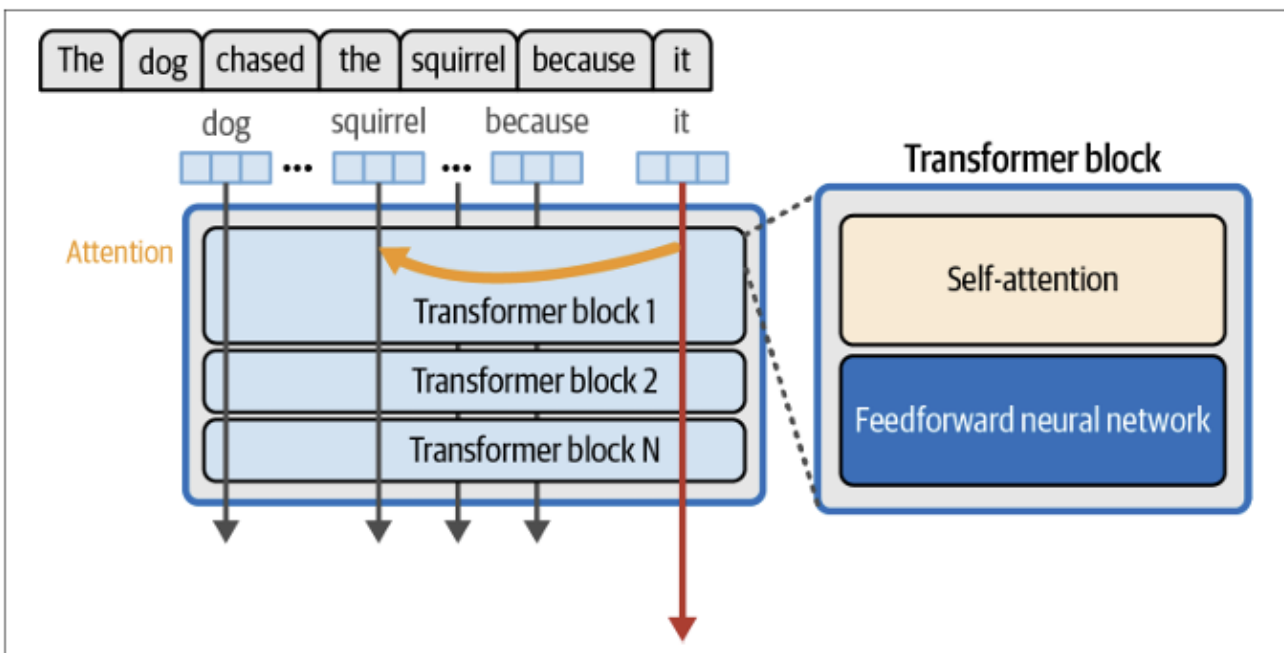 The dog chased the squirrel because it
dog ... squirrel ... because it
Transformer block
Attention
Self-attention
Transformer block 1
Transformer block 2
Feedforward neural network
Transformer block N